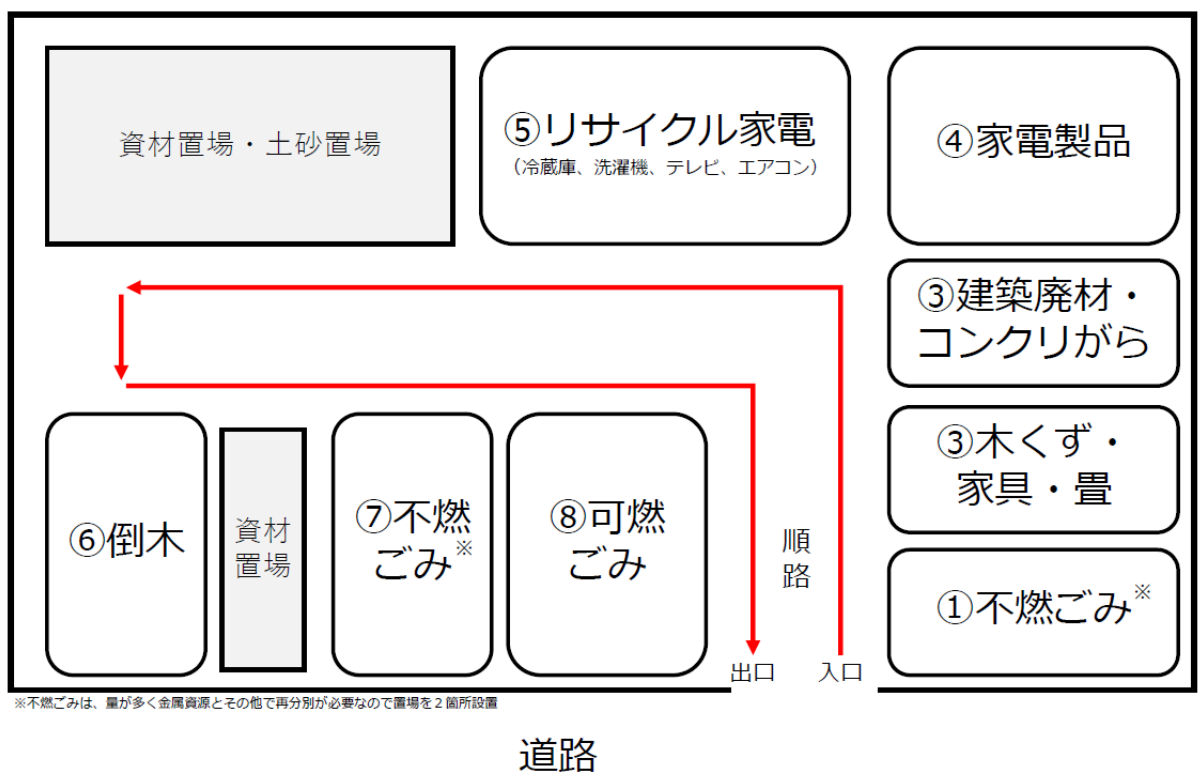 資材置場・土砂置場
⑤リサイクル家電
（冷蔵庫、洗濯機、テレビ、エアコン）
④家電製品
③建築廃材・
コンクリがら
③木くず・
家具・畳
①不燃ごみ※
⑥倒木
資材
置場
⑦不燃
ごみ※
⑧可燃
ごみ
順
路
出口
入口
※不燃ごみは、量が多く金属資源とその他で再分別が必要なので置場を２箇所設置
道路